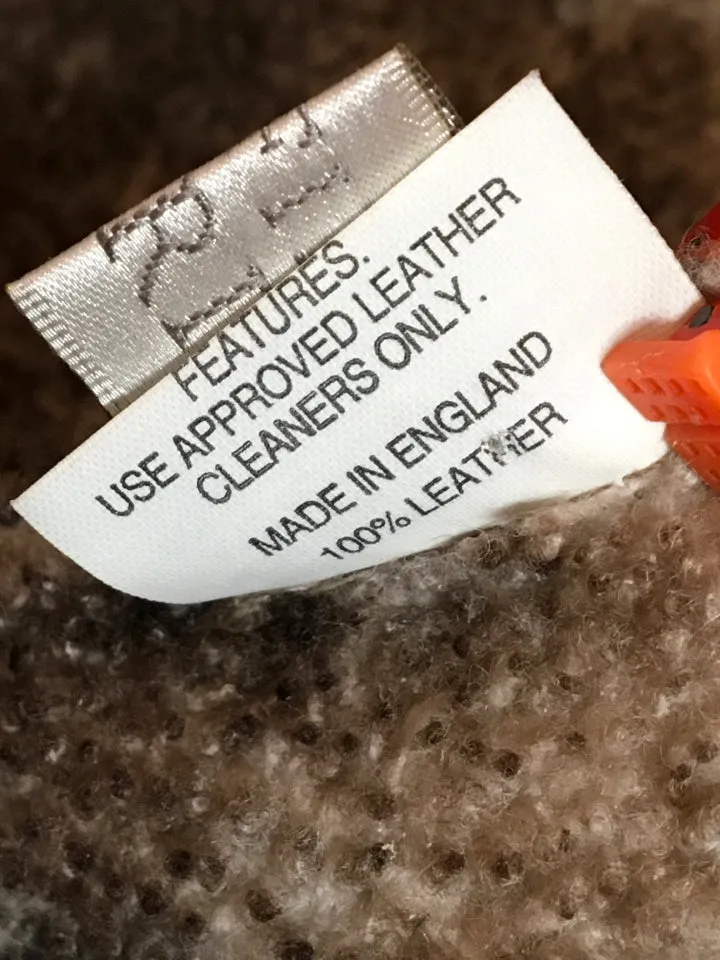 FEATURES.
USE APPROVED LEATHER
CLEANERS ONLY.
MADE IN ENGLAND
100% LEATHER